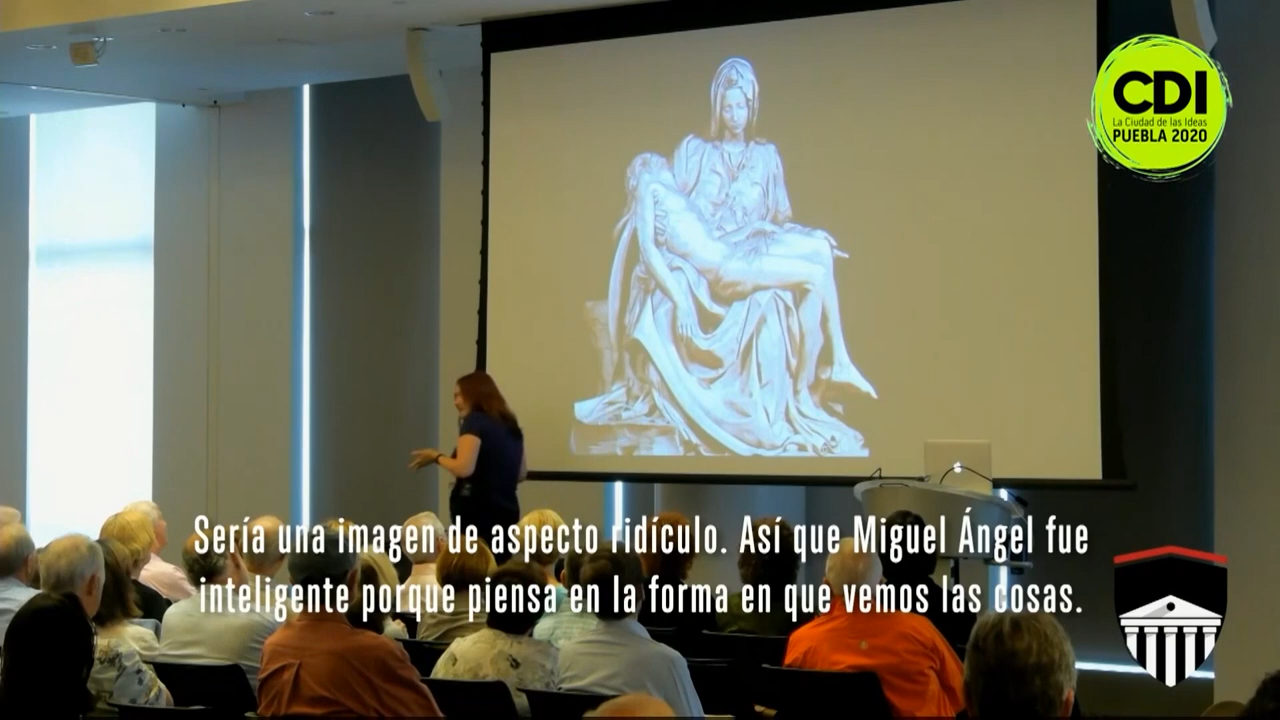 CDI
La Ciudad de las Ideas
PUEBLA 2020
Sería una imagen de aspecto ridículo. Así que Miguel Ángel fue
inteligente porque piensa en la forma en que vemos las cosas.